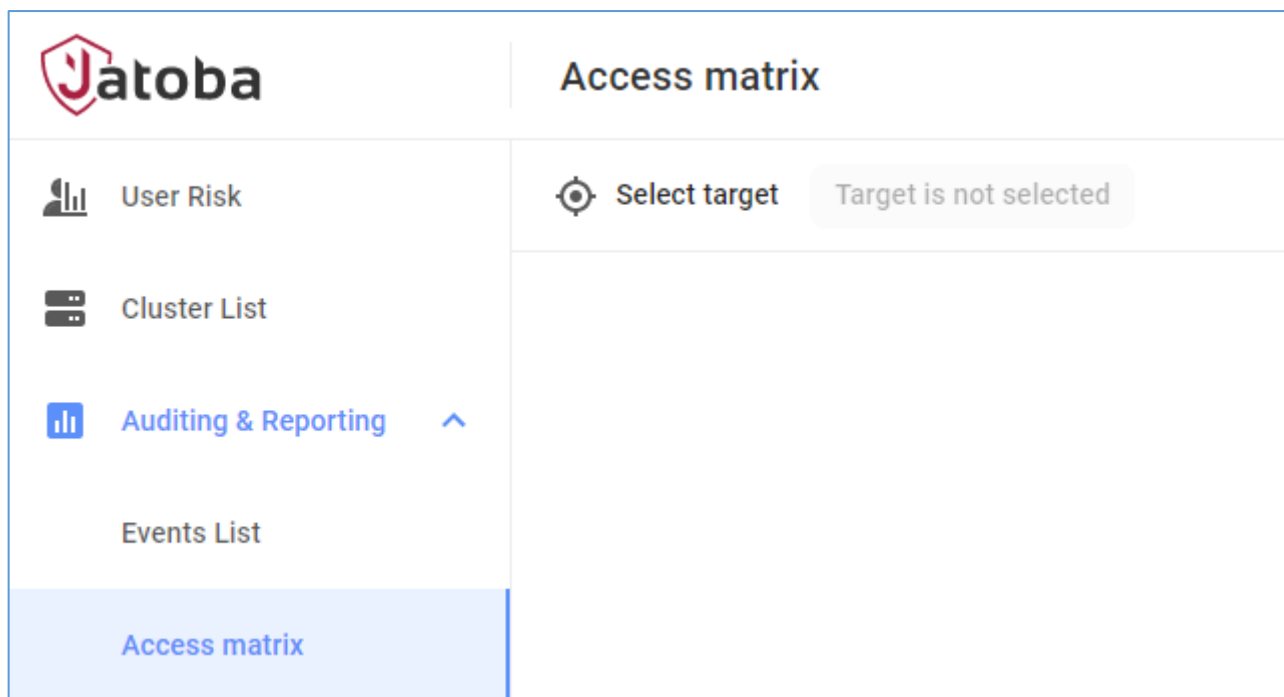 Jatoba
Access matrix
User Risk
Select target
Target is not selected
Cluster List
Auditing & Reporting
Events List
Access matrix